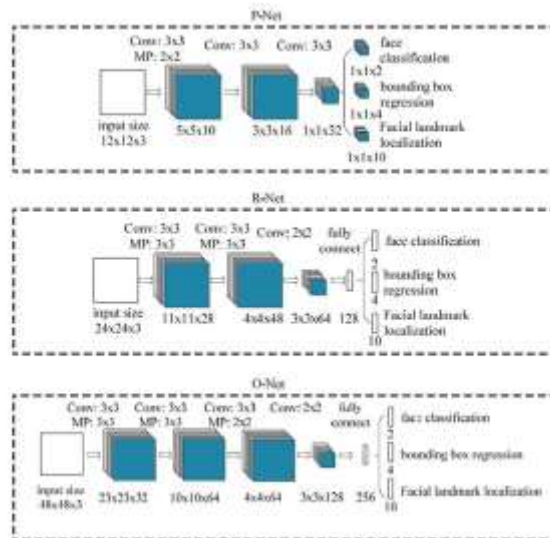 P-Net
Conv: 3x3 Conv: 3x3 Conv: 3x3
MP: 2x2
face
classification
1x1x2
bounding box
regression
1x1x4
Facial landmark
localization
1x1x10
input size
12x12x3
5x5x10 3x3x16 1x1x32
R-Net
Conv: 3x3 Conv: 3x3 Conv: 2x2 fully
MP: 3x3 MP: 3x3 connect
face classification
2
bounding box
regression
4
Facial landmark
localization
10
input size
24x24x3
11x11x28 4x4x48 3x3x64 128
O-Net
Conv: 3x3 Conv: 3x3 Conv: 3x3 Conv: 2x2 fully
MP: 3x3 MP: 3x3 MP: 2x2 connect
face classification
2
bounding box regression
4
Facial landmark localization
10
input size
48x48x3
23x23x32 10x10x64 4x4x64 3x3x128 256